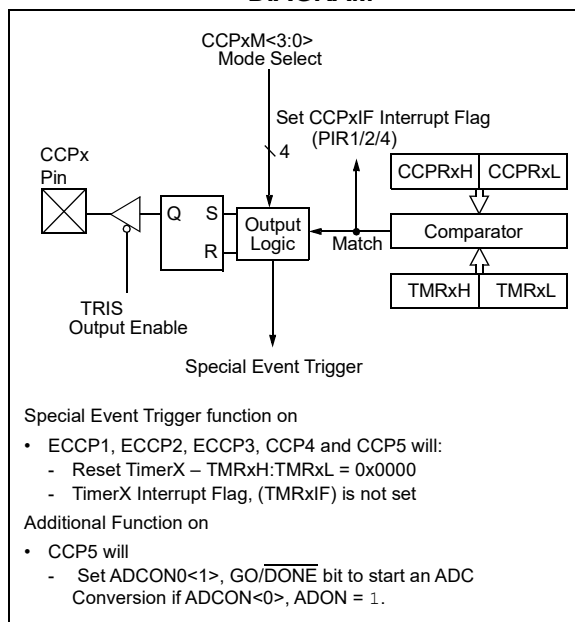 DIAGRAM
CCPxM<3:0>
Mode Select
Set CCPxIF Interrupt Flag
(PIR1/2/4)
4
CCPx
Pin
CCPRxH CCPRxL
Q S
R
Output
Logic
Match
Comparator
TRIS
Output Enable
TMRxH TMRxL
Special Event Trigger
Special Event Trigger function on
• ECCP1, ECCP2, ECCP3, CCP4 and CCP5 will:
- Reset TimerX – TMRxH:TMRxL = 0x0000
- TimerX Interrupt Flag, (TMRxIF) is not set
Additional Function on
• CCP5 will
- Set ADCON0<1>, GO/DONE bit to start an ADC
Conversion if ADCON<0>, ADON = 1.